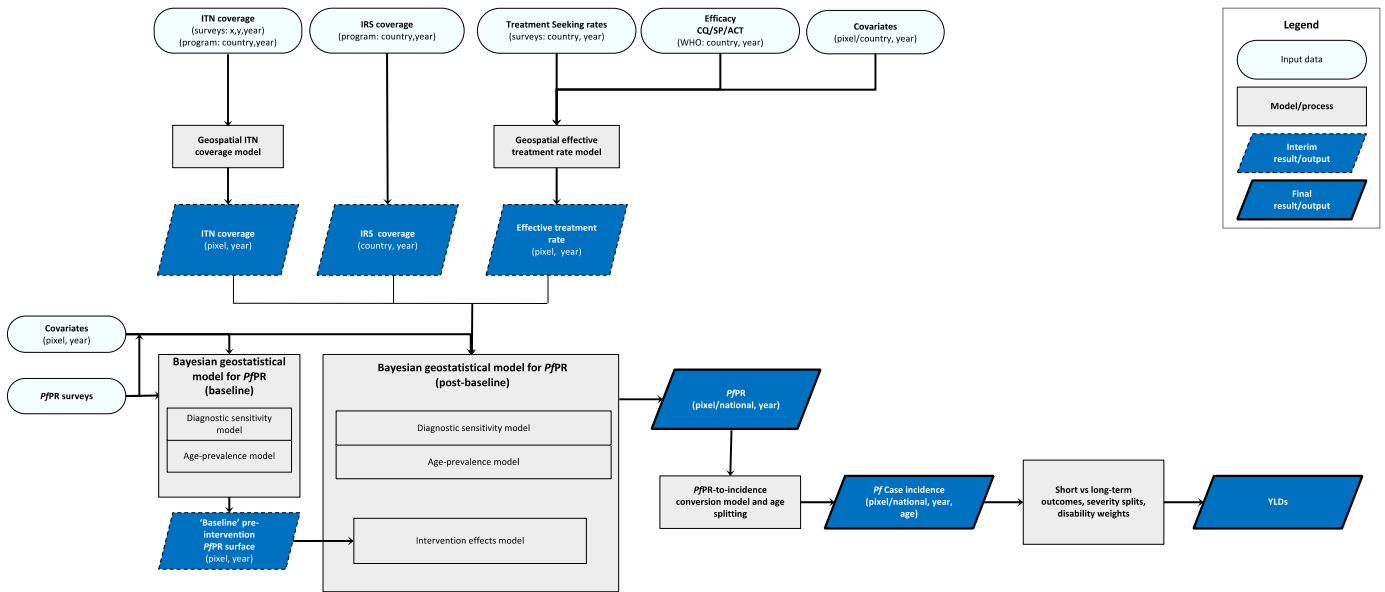 ITN coverage
(surveys: x,y,year)
(program: country,year)
IRS coverage
(program: country,year)
Treatment Seeking rates
(surveys: country, year)
Efficacy
CQ/SP/ACT
(WHO: country, year)
Covariates
(pixel/country, year)
Legend
Input data
Model/process
Interim
result/output
Final
result/output
Geospatial ITN
coverage model
Geospatial effective
treatment rate model
ITN coverage
(pixel, year)
IRS coverage
(country, year)
Effective treatment
rate
(pixel, year)
Covariates
(pixel, year)
PfPR surveys
Bayesian geostatistical
model for PfPR
(baseline)
Diagnostic sensitivity
model
Age-prevalence model
'Baseline' pre-
intervention
PfPR surface
(pixel, year)
Bayesian geostatistical model for PfPR
(post-baseline)
Diagnostic sensitivity model
Age-prevalence model
Intervention effects model
PfPR
(pixel/national, year)
PfPR-to-incidence
conversion model and age
splitting
Pf Case incidence
(pixel/national, year,
age)
Short vs long-term
outcomes, severity splits,
disability weights
YLDs